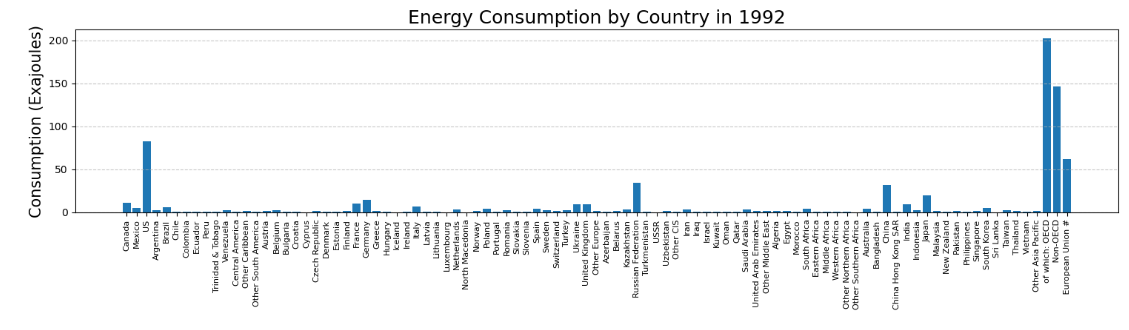 Energy Consumption by Country in 1992
Consumption (Exajoules)
200
150
100
50
0
Canada
Mexico
US
Argentina
Brazil
Chile
Colombia
Ecuador
Peru
Trinidad & Tobago
Venezuela
Central America
Other Caribbean
Other South America
Austria
Belgium
Bulgaria
Croatia
Cyprus
Czech Republic
Denmark
Estonia
Finland
France
Germany
Greece
Hungary
Iceland
Ireland
Italy
Latvia
Lithuania
Luxembourg
Netherlands
North Macedonia
Norway
Poland
Portugal
Romania
Slovakia
Slovenia
Spain
Sweden
Switzerland
Turkey
Ukraine
United Kingdom
Other Europe
Azerbaijan
Belarus
Kazakhstan
Russian Federation
Turkmenistan
USSR
Uzbekistan
Other CIS
Iran
Iraq
Israel
Kuwait
Oman
Qatar
Saudi Arabia
United Arab Emirates
Other Middle East
Algeria
Egypt
Morocco
South Africa
Eastern Africa
Middle Africa
Western Africa
Other Northern Africa
Other Southern Africa
Australia
Bangladesh
China
China Hong Kong SAR
India
Indonesia
Japan
Malaysia
New Zealand
Pakistan
Philippines
Singapore
South Korea
Sri Lanka
Taiwan
Thailand
Vietnam
Other Asia Pacific
of which: OECD
Non-OECD
European Union #